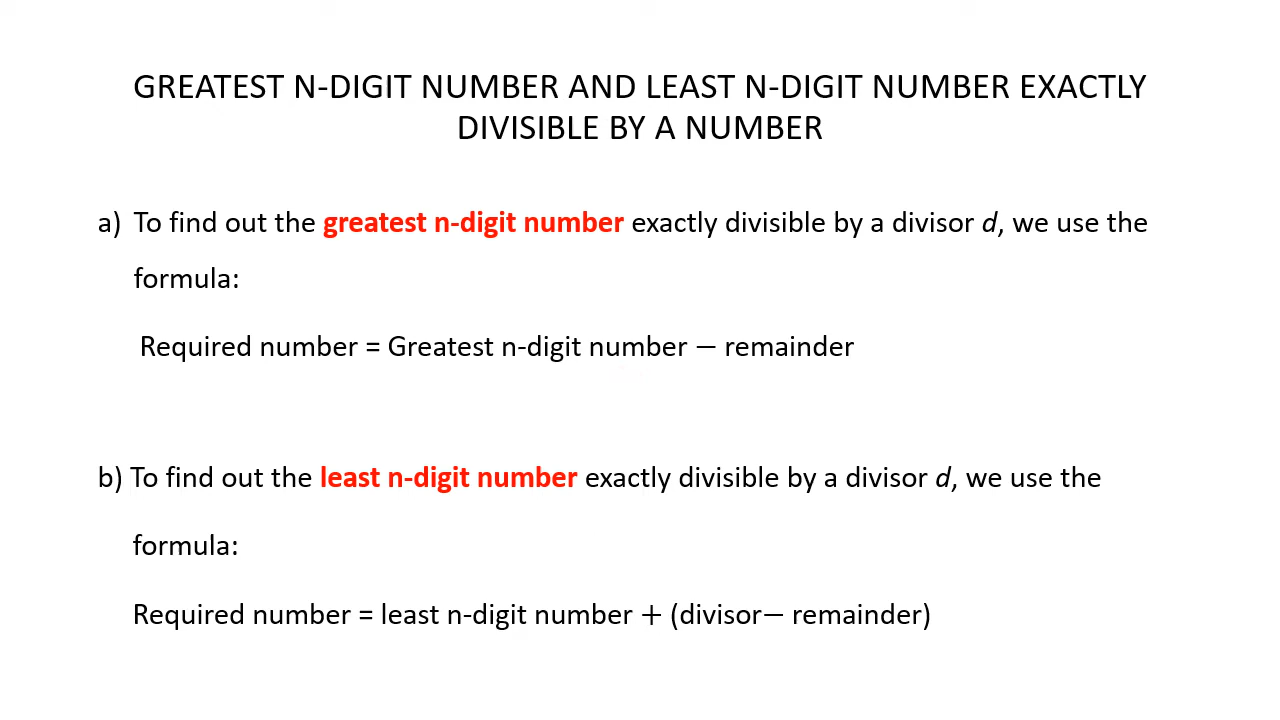 GREATEST N-DIGIT NUMBER AND LEAST N-DIGIT NUMBER EXACTLY
DIVISIBLE BY A NUMBER
a) To find out the greatest n-digit number exactly divisible by a divisor d, we use the
formula:
Required number = Greatest n-digit number − remainder
b) To find out the least n-digit number exactly divisible by a divisor d, we use the
formula:
Required number = least n-digit number + (divisor− remainder)